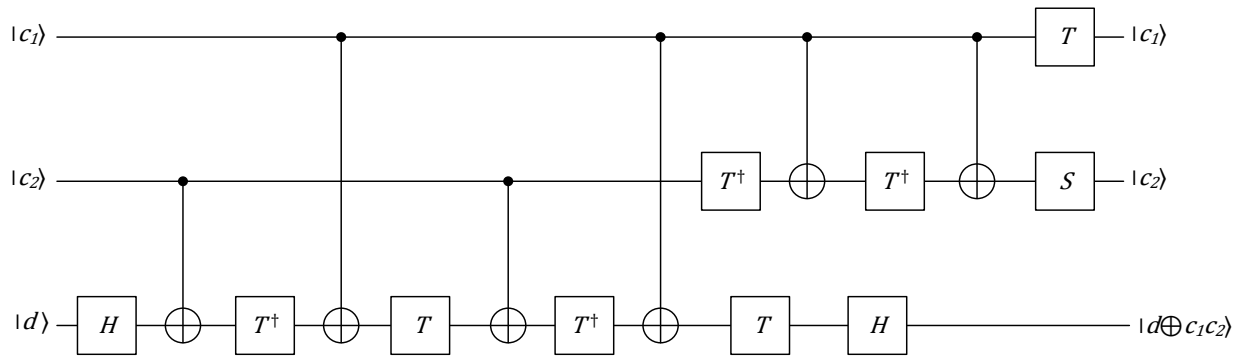 |c₁⟩ T |c₁⟩
|c₂⟩ T† T† S |c₂⟩
|d⟩ H T† T T† T H |d⊕c₁c₂⟩